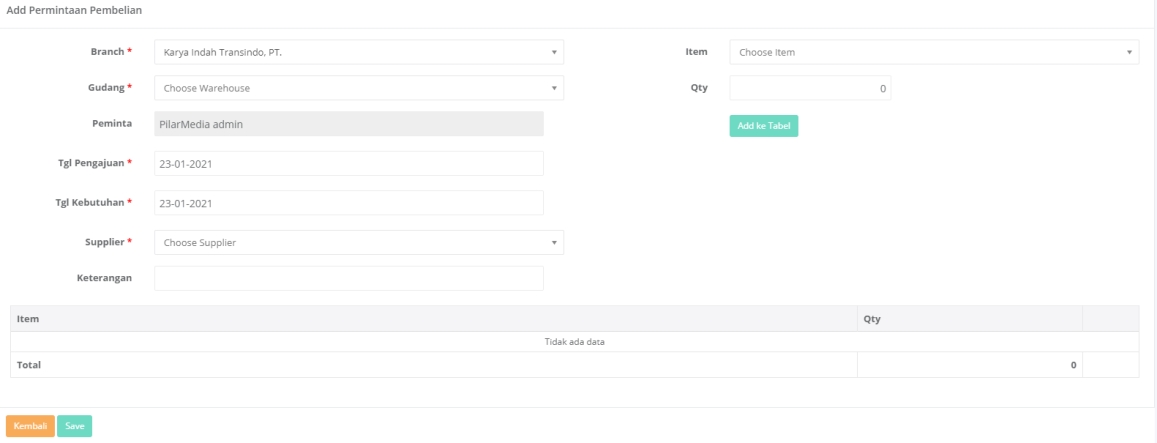 Add Permintaan Pembelian
Branch * Karya Indah Transindo, PT.
Gudang * Choose Warehouse
Peminta PilarMedia admin
Tgl Pengajuan * 23-01-2021
Tgl Kebutuhan * 23-01-2021
Supplier * Choose Supplier
Keterangan
Item Choose Item
Qty 0
Add ke Tabel
Item Qty
Tidak ada data
Total 0
Kembali Save